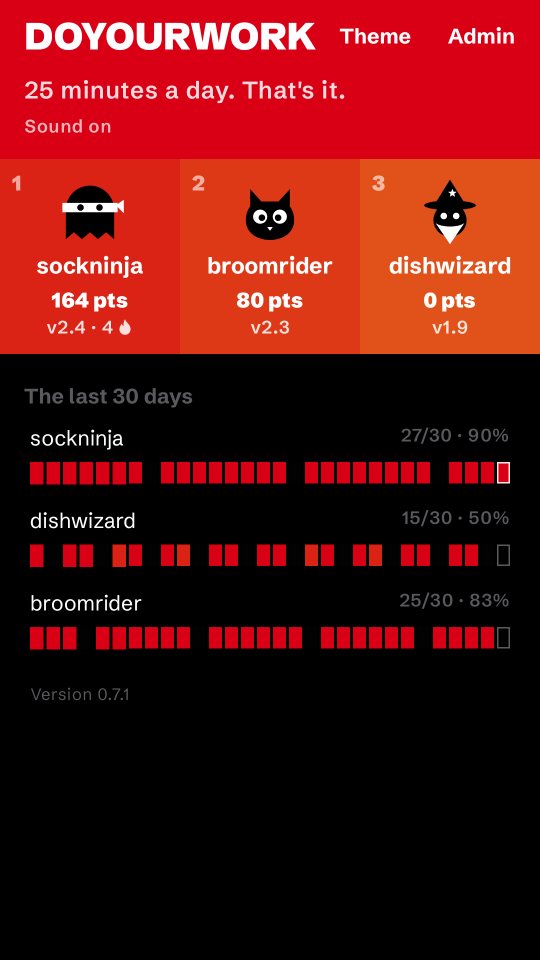 DOYOURWORK Theme Admin
25 minutes a day. That's it.
Sound on
1
sockninja
164 pts
v2.4 · 4
2
broomrider
80 pts
v2.3
3
dishwizard
0 pts
v1.9
The last 30 days
sockninja 27/30 · 90%
dishwizard 15/30 · 50%
broomrider 25/30 · 83%
Version 0.7.1